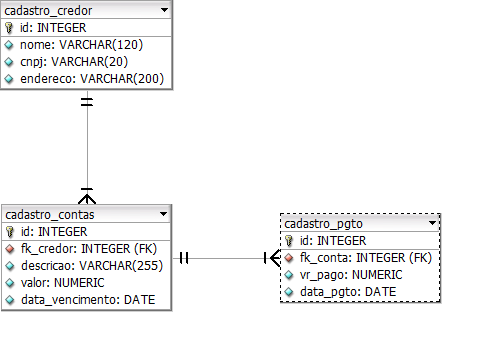 cadastro_credor
id: INTEGER
nome: VARCHAR(120)
cnpj: VARCHAR(20)
endereco: VARCHAR(200)
cadastro_contas
id: INTEGER
fk_credor: INTEGER (FK)
descricao: VARCHAR(255)
valor: NUMERIC
data_vencimento: DATE
cadastro_pgto
id: INTEGER
fk_conta: INTEGER (FK)
vr_pago: NUMERIC
data_pgto: DATE